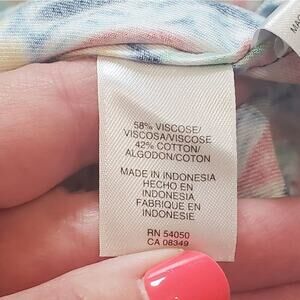 58% VISCOSE/
VISCOSA/VISCOSE
42% COTTON/
ALGODON/COTON
MADE IN INDONESIA
HECHO EN
INDONESIA
FABRIQUE EN
INDONESIE
RN 54050
CA 08349